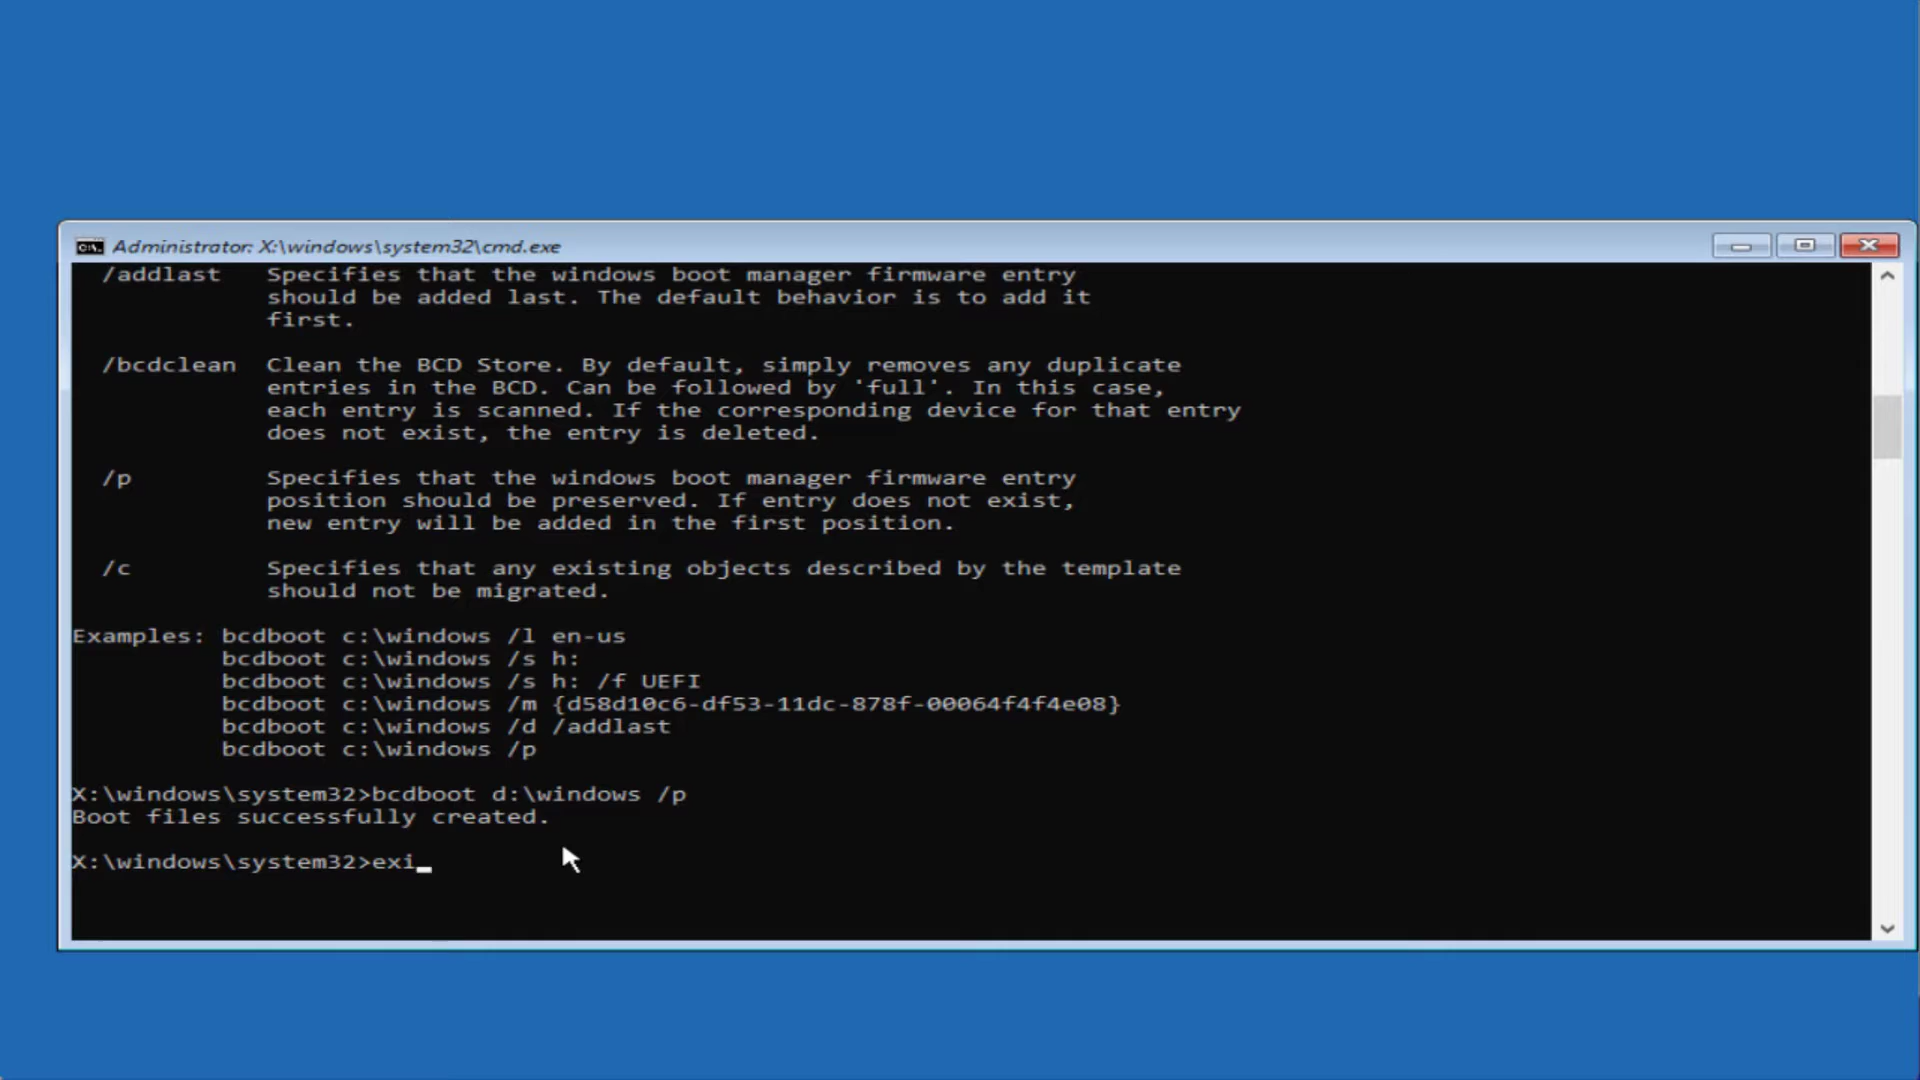 Administrator: X:\windows\system32\cmd.exe
/addlast Specifies that the windows boot manager firmware entry
should be added last. The default behavior is to add it
first.
/bcdclean Clean the BCD Store. By default, simply removes any duplicate
entries in the BCD. Can be followed by 'full'. In this case,
each entry is scanned. If the corresponding device for that entry
does not exist, the entry is deleted.
/p Specifies that the windows boot manager firmware entry
position should be preserved. If entry does not exist,
new entry will be added in the first position.
/c Specifies that any existing objects described by the template
should not be migrated.
Examples: bcdboot c:\windows /l en-us
bcdboot c:\windows /s h:
bcdboot c:\windows /s h: /f UEFI
bcdboot c:\windows /m {d58d10c6-df53-11dc-878f-00064f4f4e08}
bcdboot c:\windows /d /addlast
bcdboot c:\windows /p
X:\windows\system32>bcdboot d:\windows /p
Boot files successfully created.
X:\windows\system32>exi_